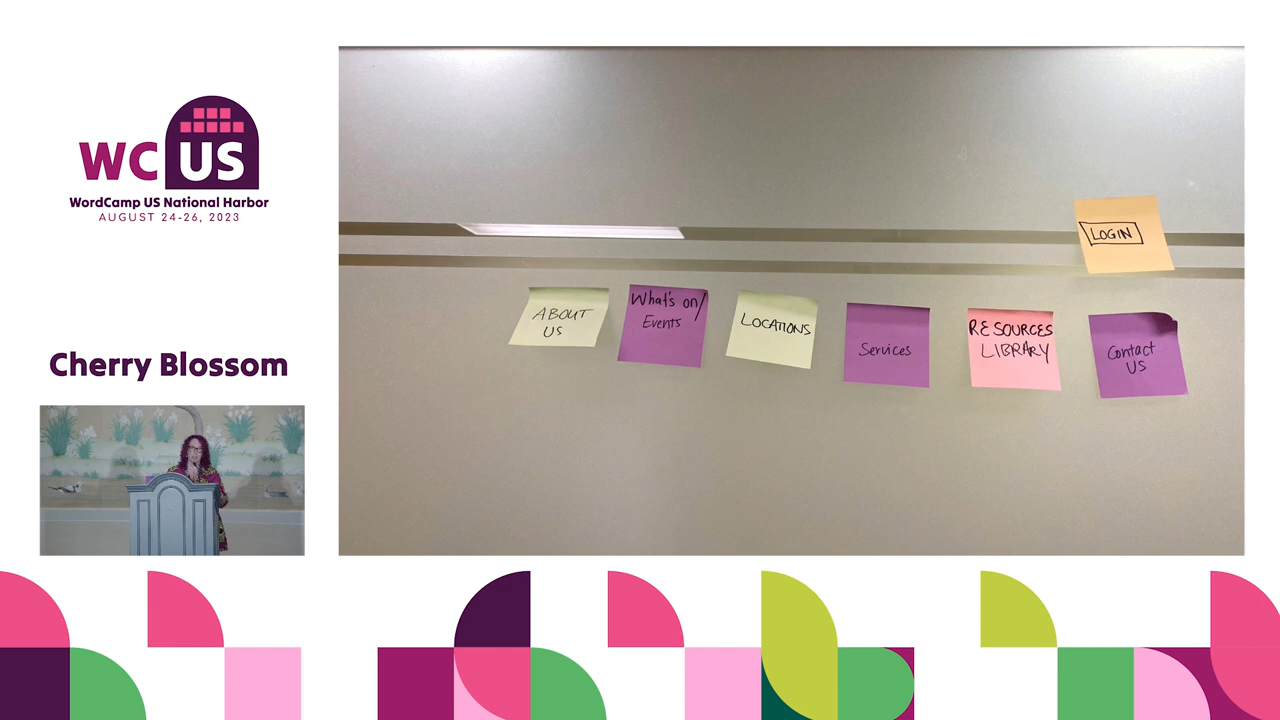 WC US
WordCamp US National Harbor
AUGUST 24-26, 2023
Cherry Blossom
LOGIN
ABOUT
US
What's on/
Events
LOCATIONS
Services
RESOURCES
LIBRARY
Contact
US